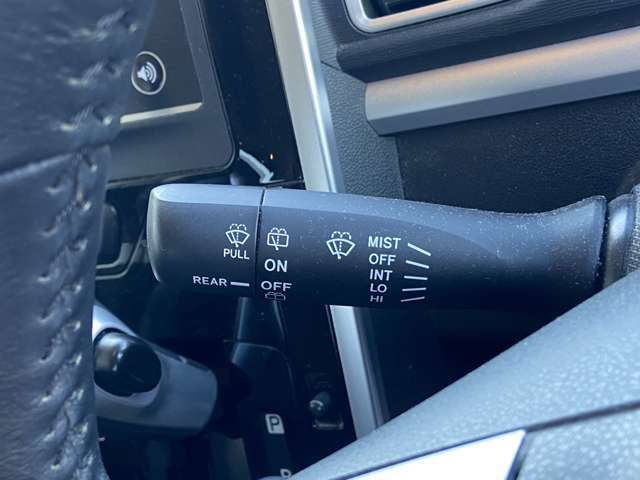 PULL
REAR
ON
OFF
MIST
OFF
INT
LO
HI
P